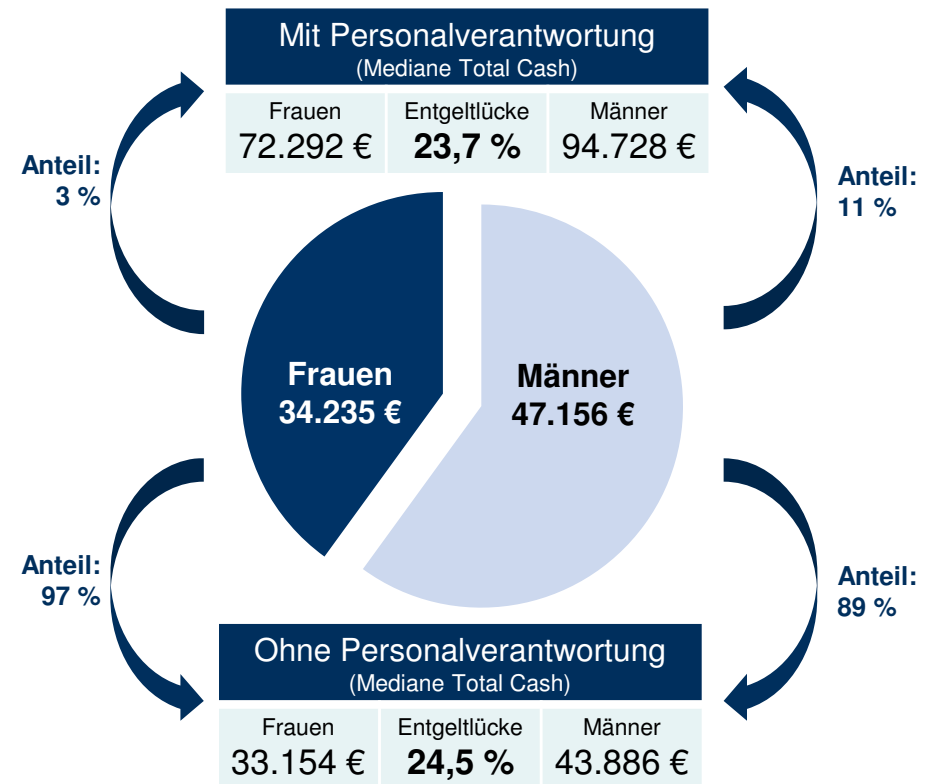 Mit Personalverantwortung
(Mediane Total Cash)
Frauen Entgeltlücke Männer
72.292 € 23,7 % 94.728 €
Anteil:
3 %
Anteil:
11 %
Frauen
34.235 €
Männer
47.156 €
Anteil:
97 %
Anteil:
89 %
Ohne Personalverantwortung
(Mediane Total Cash)
Frauen Entgeltlücke Männer
33.154 € 24,5 % 43.886 €